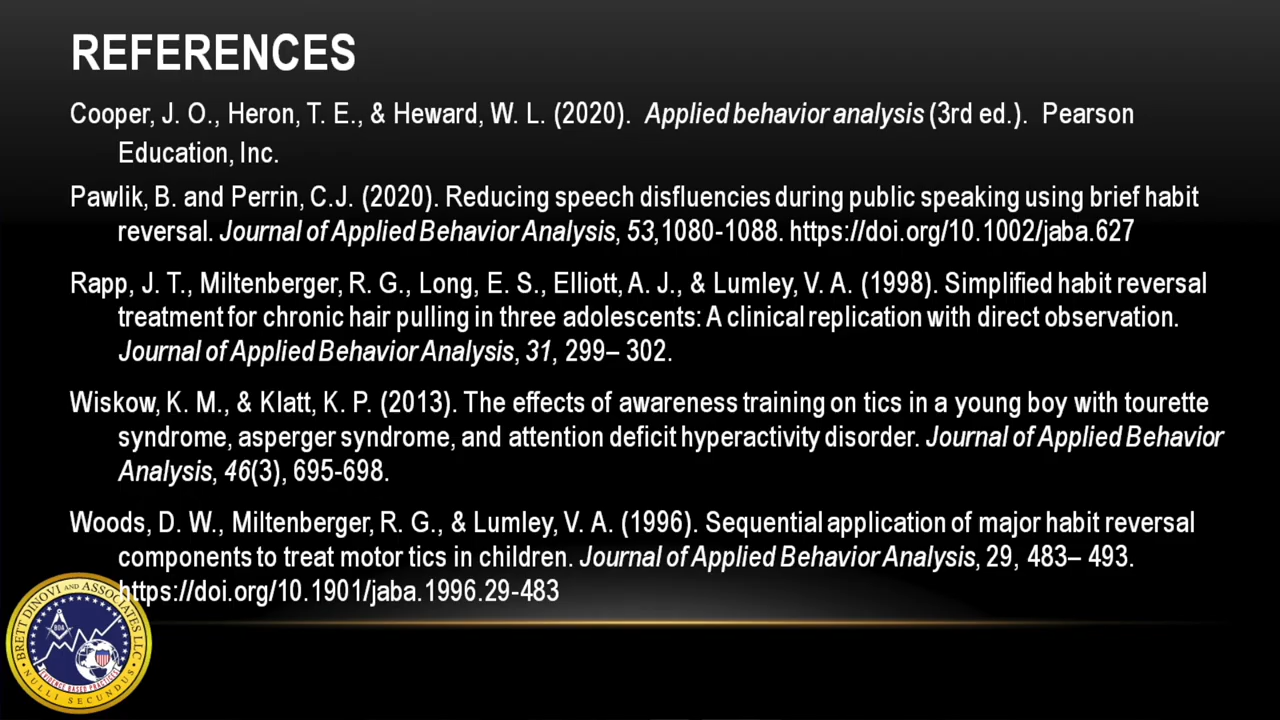 REFERENCES
Cooper, J. O., Heron, T. E., & Heward, W. L. (2020). Applied behavior analysis (3rd ed.). Pearson
Education, Inc.
Pawlik, B. and Perrin, C.J. (2020). Reducing speech disfluencies during public speaking using brief habit
reversal. Journal of Applied Behavior Analysis, 53,1080-1088. https://doi.org/10.1002/jaba.627
Rapp, J. T., Miltenberger, R. G., Long, E. S., Elliott, A. J., & Lumley, V. A. (1998). Simplified habit reversal
treatment for chronic hair pulling in three adolescents: A clinical replication with direct observation.
Journal of Applied Behavior Analysis, 31, 299– 302.
Wiskow, K. M., & Klatt, K. P. (2013). The effects of awareness training on tics in a young boy with tourette
syndrome, asperger syndrome, and attention deficit hyperactivity disorder. Journal of Applied Behavior
Analysis, 46(3), 695-698.
Woods, D. W., Miltenberger, R. G., & Lumley, V. A. (1996). Sequential application of major habit reversal
components to treat motor tics in children. Journal of Applied Behavior Analysis, 29, 483– 493.
https://doi.org/10.1901/jaba.1996.29-483
BRETT DINOVI AND ASSOCIATES LLC.
BDA
EVIDENCE BASED PRACTICES
NULLI SECUNDUS